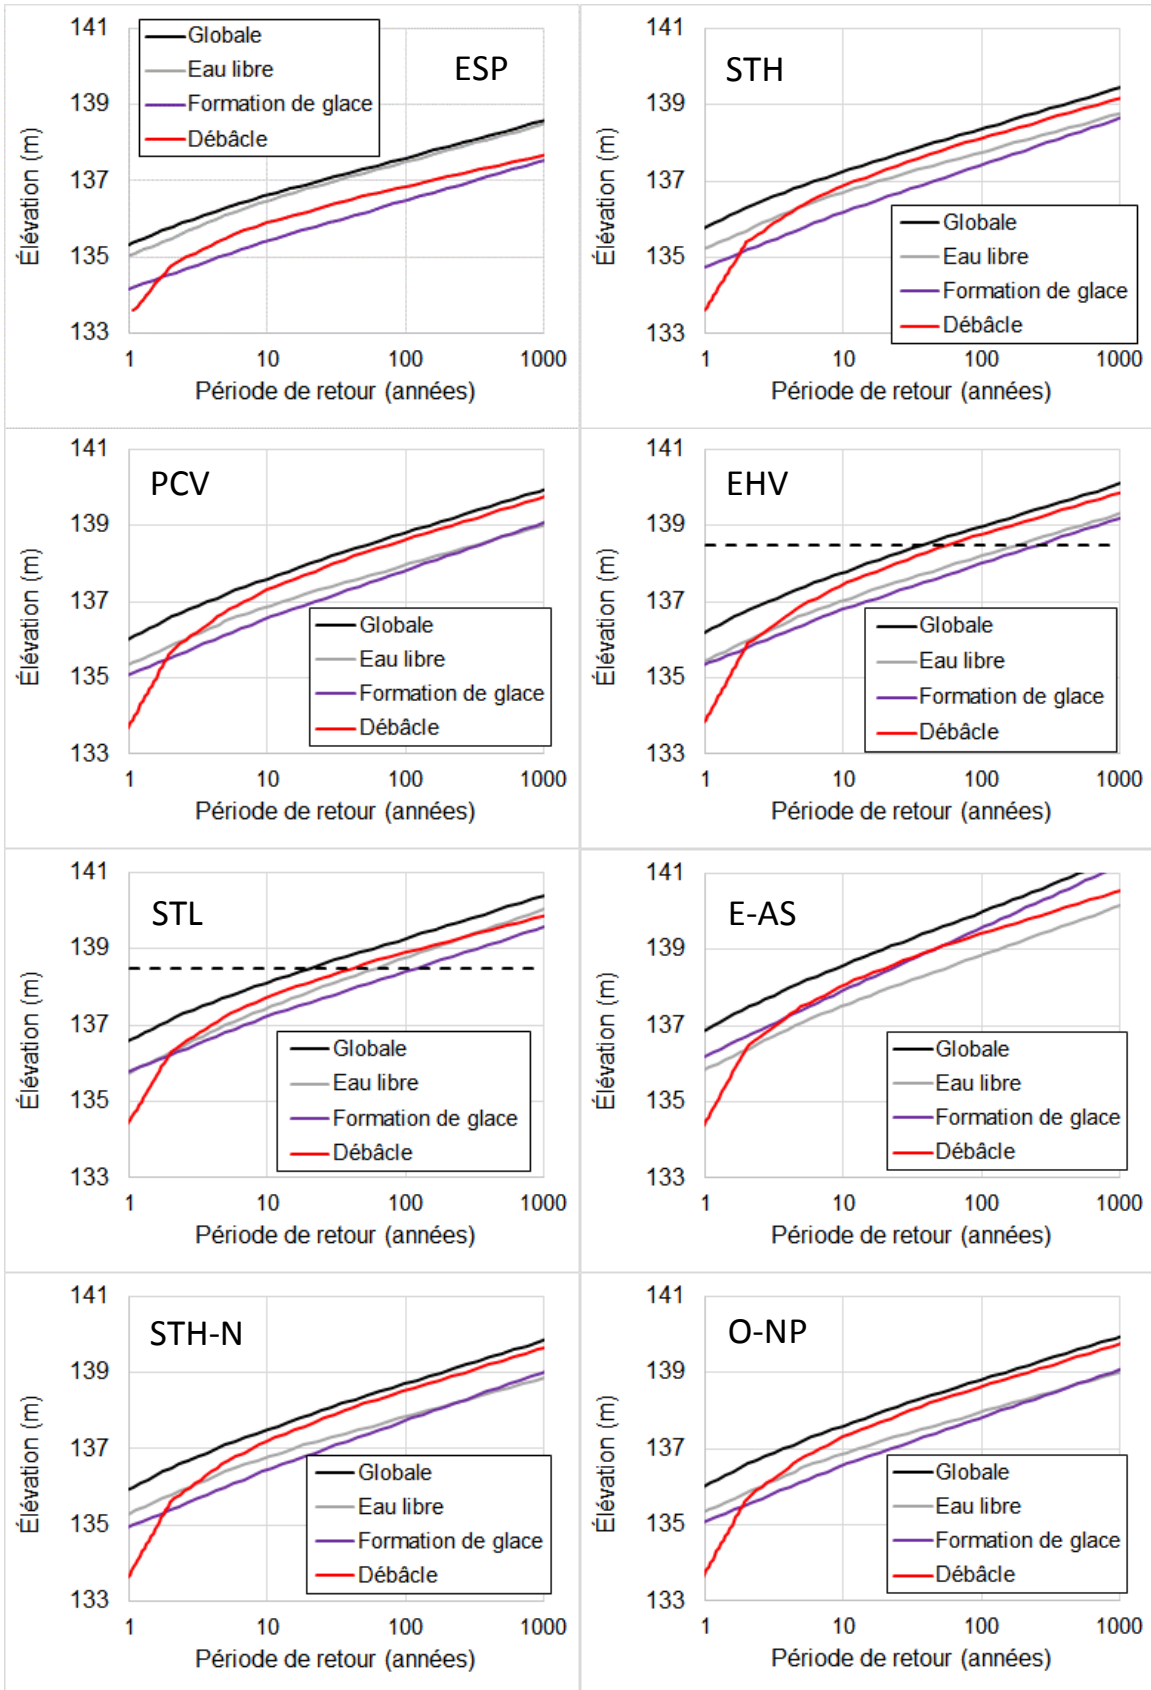 141
139
137
135
133
Élévation (m)
Globale
Eau libre
Formation de glace
Débâcle
ESP
1 10 100 1000
Période de retour (années)
141
139
137
135
133
Élévation (m)
STH
Globale
Eau libre
Formation de glace
Débâcle
1 10 100 1000
Période de retour (années)
141
139
137
135
133
Élévation (m)
PCV
Globale
Eau libre
Formation de glace
Débâcle
1 10 100 1000
Période de retour (années)
141
139
137
135
133
Élévation (m)
EHV
Globale
Eau libre
Formation de glace
Débâcle
1 10 100 1000
Période de retour (années)
141
139
137
135
133
Élévation (m)
STL
Globale
Eau libre
Formation de glace
Débâcle
1 10 100 1000
Période de retour (années)
141
139
137
135
133
Élévation (m)
E-AS
Globale
Eau libre
Formation de glace
Débâcle
1 10 100 1000
Période de retour (années)
141
139
137
135
133
Élévation (m)
STH-N
Globale
Eau libre
Formation de glace
Débâcle
1 10 100 1000
Période de retour (années)
141
139
137
135
133
Élévation (m)
O-NP
Globale
Eau libre
Formation de glace
Débâcle
1 10 100 1000
Période de retour (années)